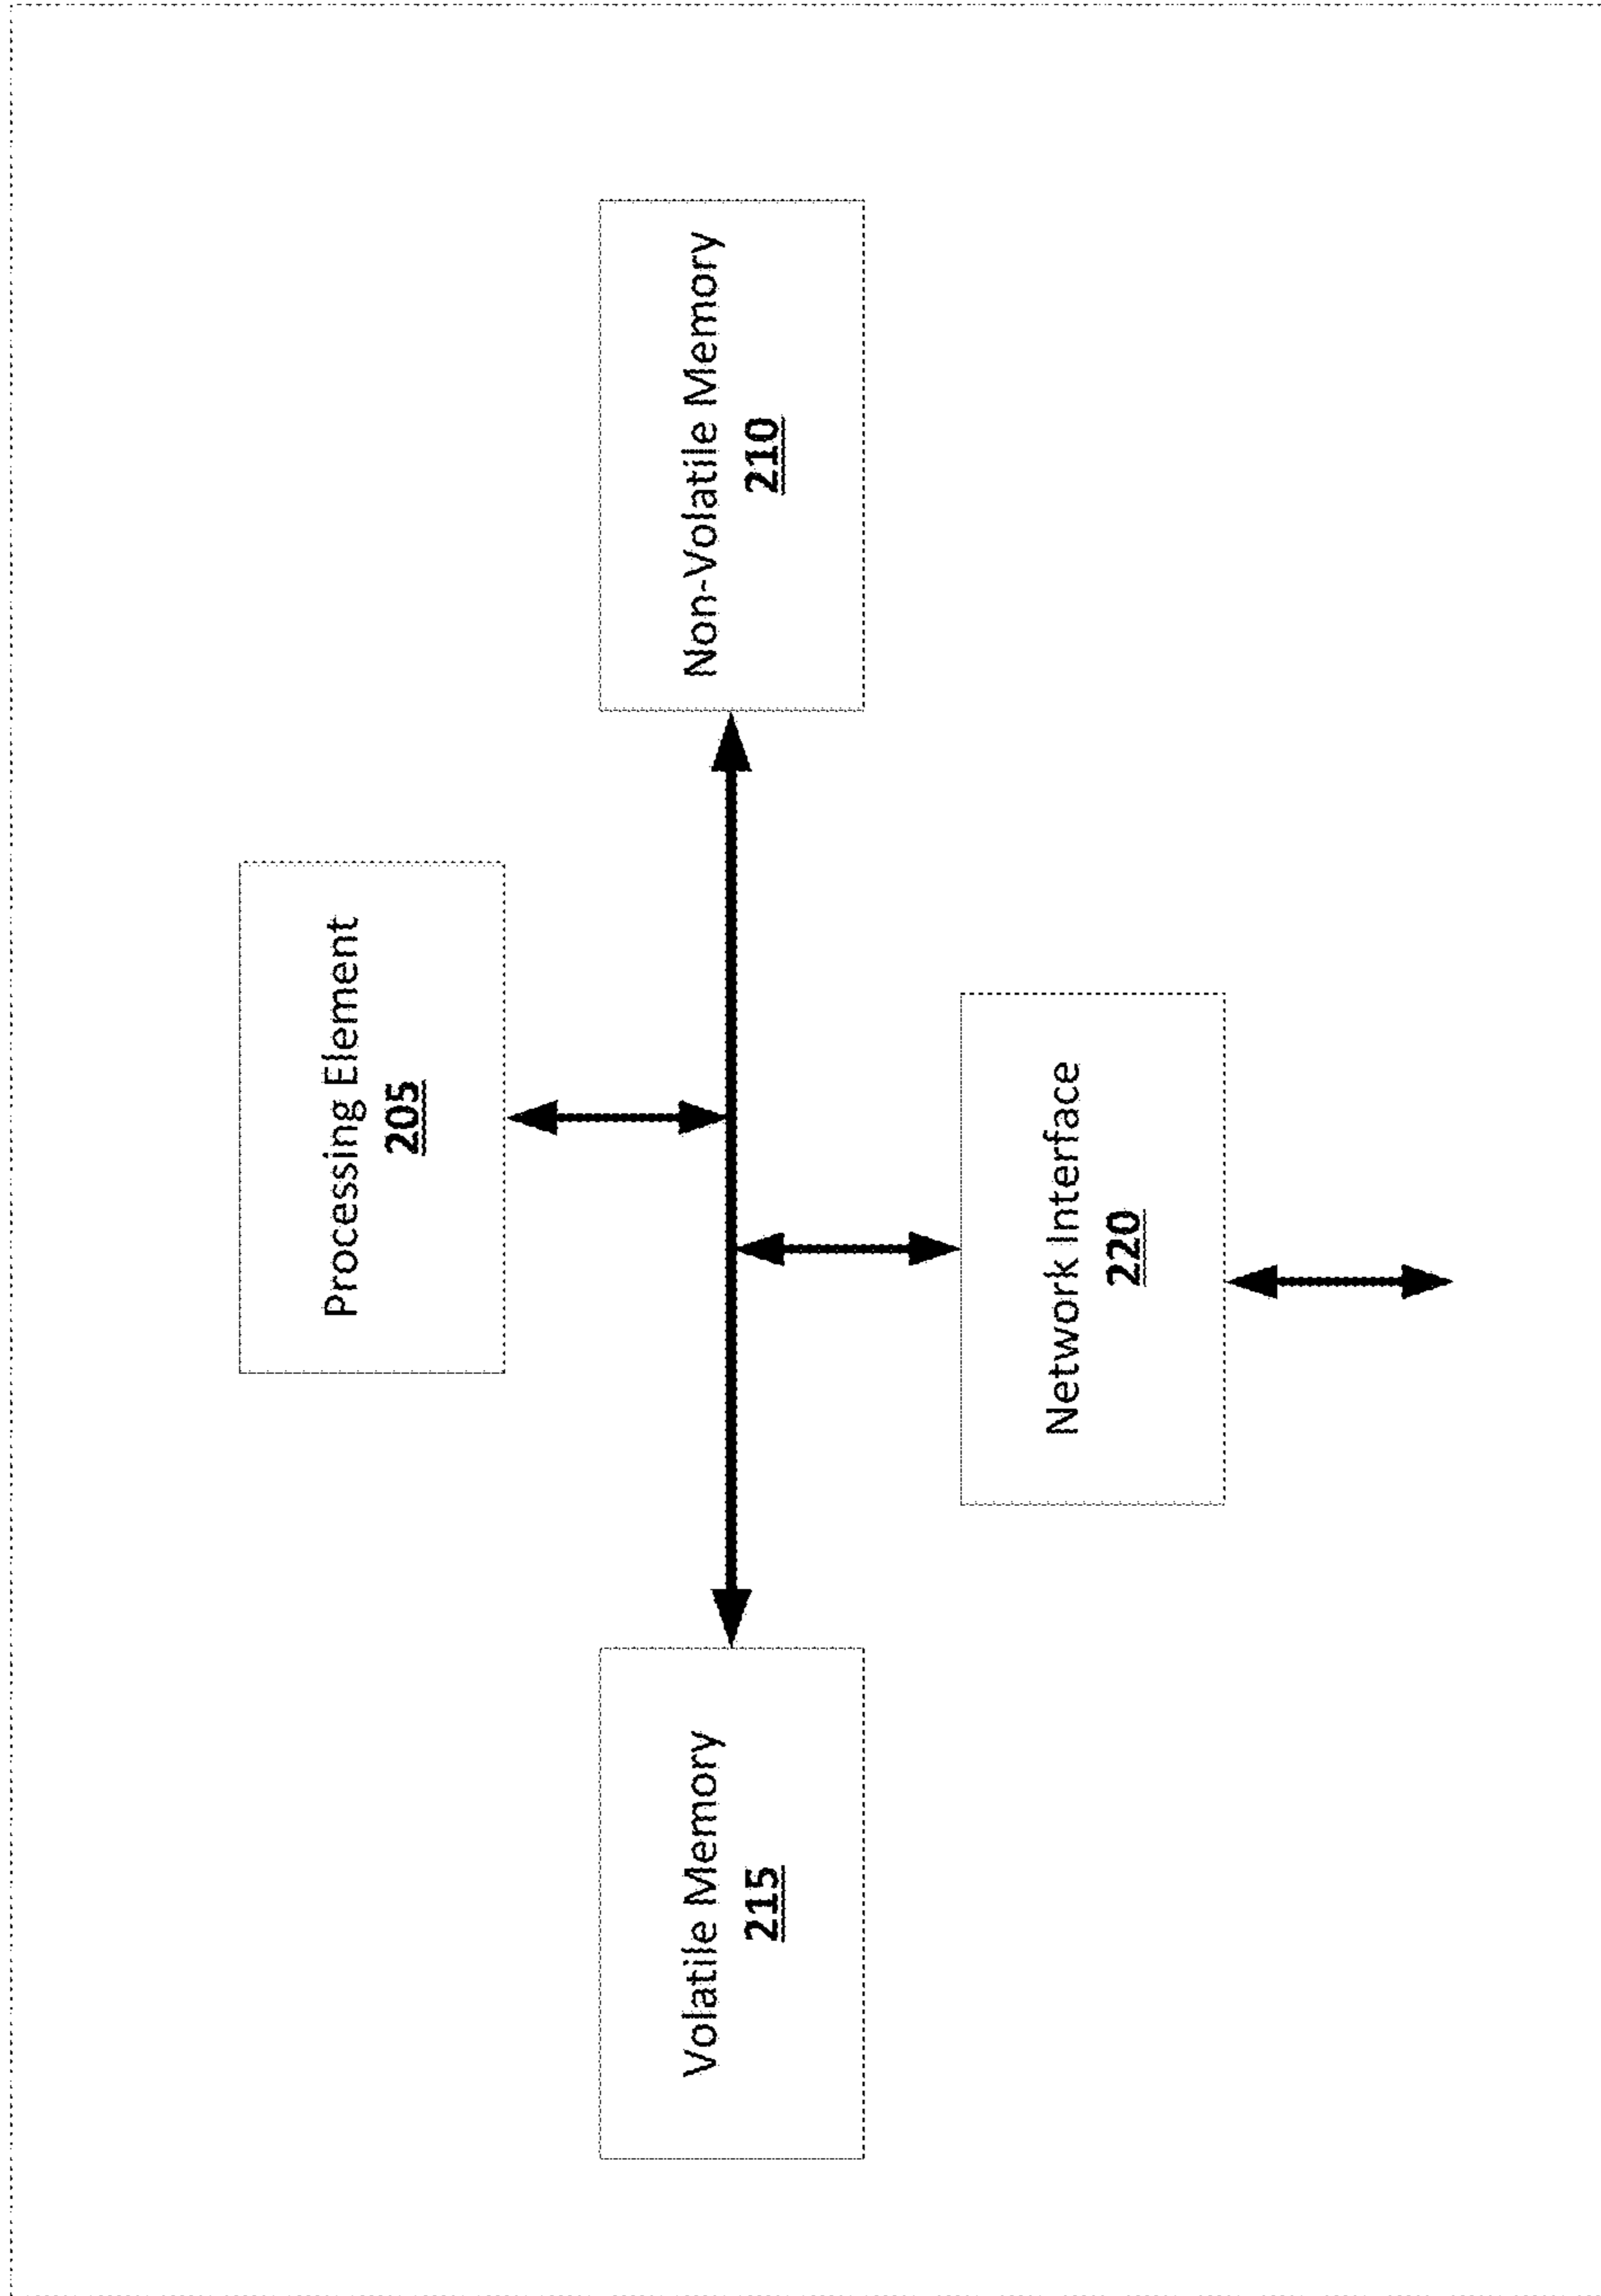 Processing Element
205
Volatile Memory
215
Non-Volatile Memory
210
Network Interface
220